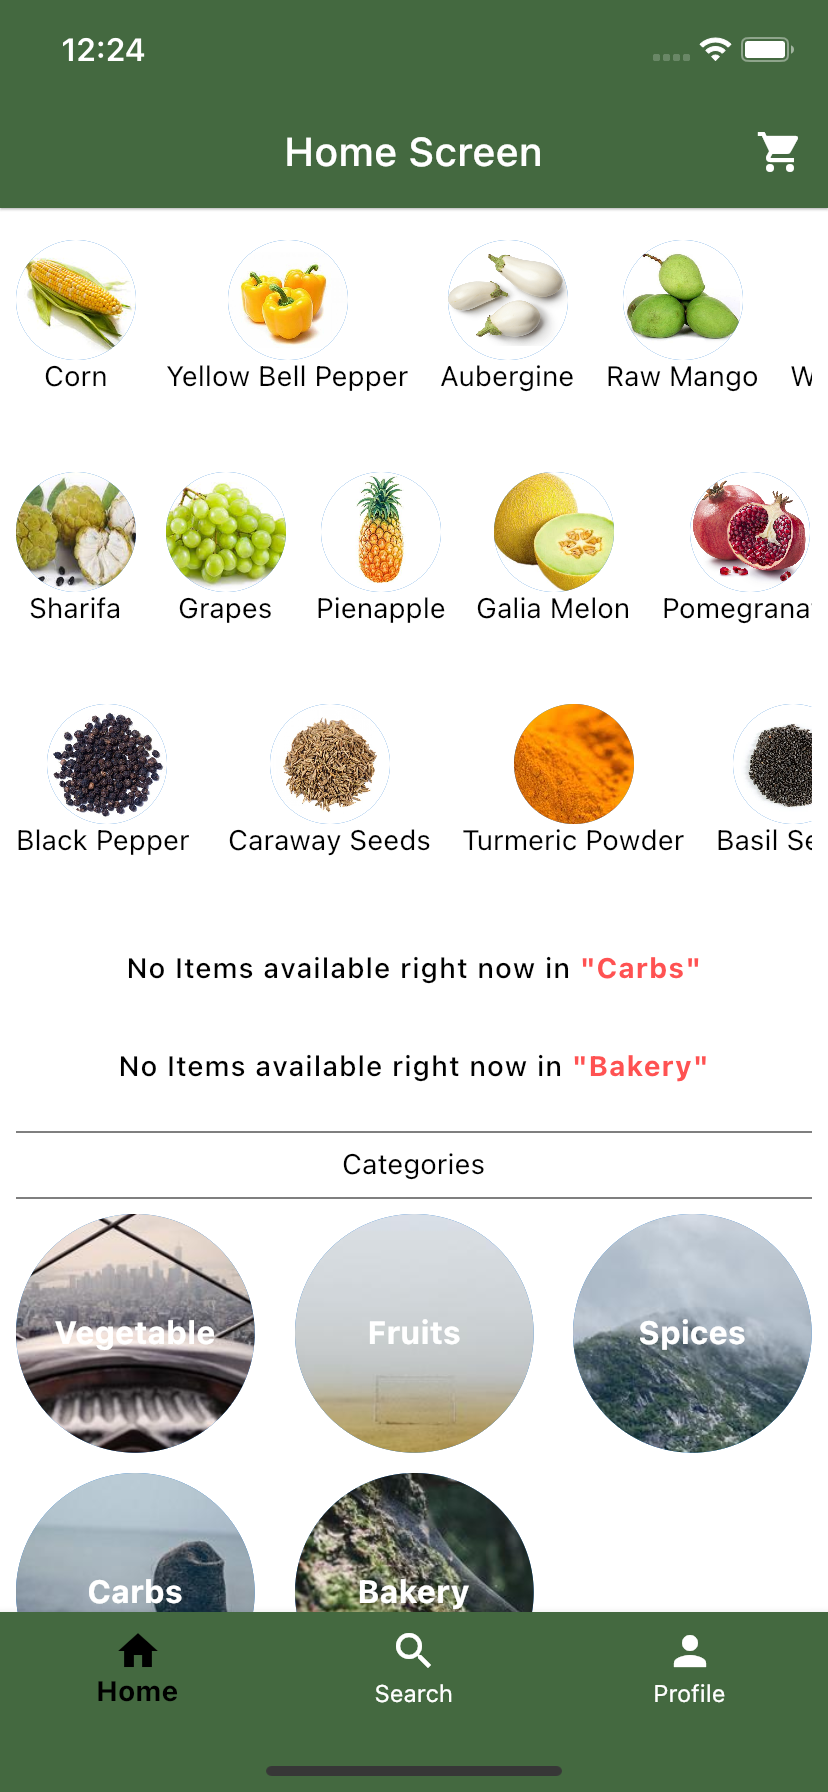 12:24
Home Screen
Corn
Yellow Bell Pepper
Aubergine
Raw Mango
W
Sharifa
Grapes
Pienapple
Galia Melon
Pomegrana
Black Pepper
Caraway Seeds
Turmeric Powder
Basil Se
No Items available right now in "Carbs"
No Items available right now in "Bakery"
Categories
Vegetable
Fruits
Spices
Carbs
Bakery
Home
Search
Profile